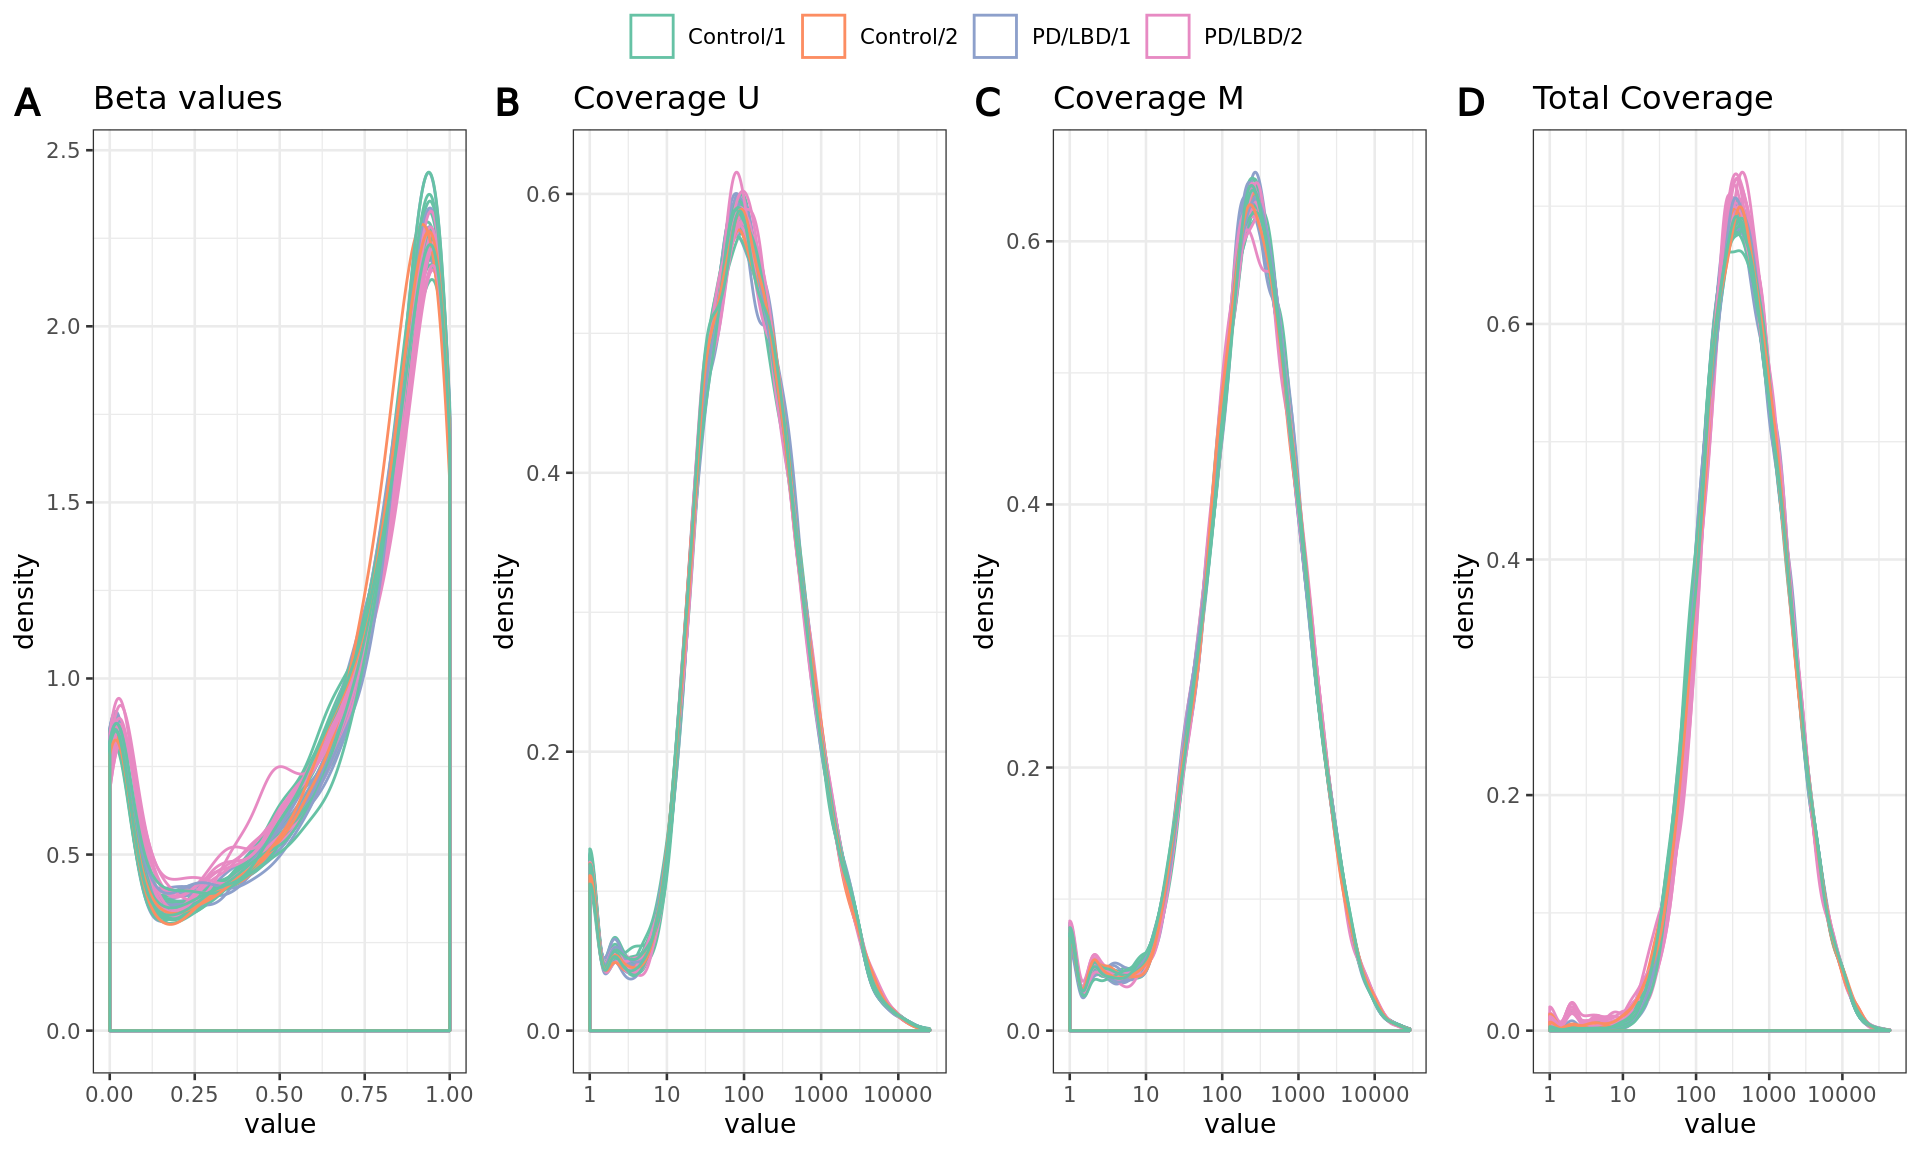 Control/1 Control/2 PD/LBD/1 PD/LBD/2
A Beta values
2.5
2.0
1.5
1.0
0.5
0.0
density
0.00 0.25 0.50 0.75 1.00
value
B Coverage U
0.6
0.4
0.2
0.0
density
1 10 100 1000 10000
value
C Coverage M
0.6
0.4
0.2
0.0
density
1 10 100 1000 10000
value
D Total Coverage
0.6
0.4
0.2
0.0
density
1 10 100 1000 10000
value